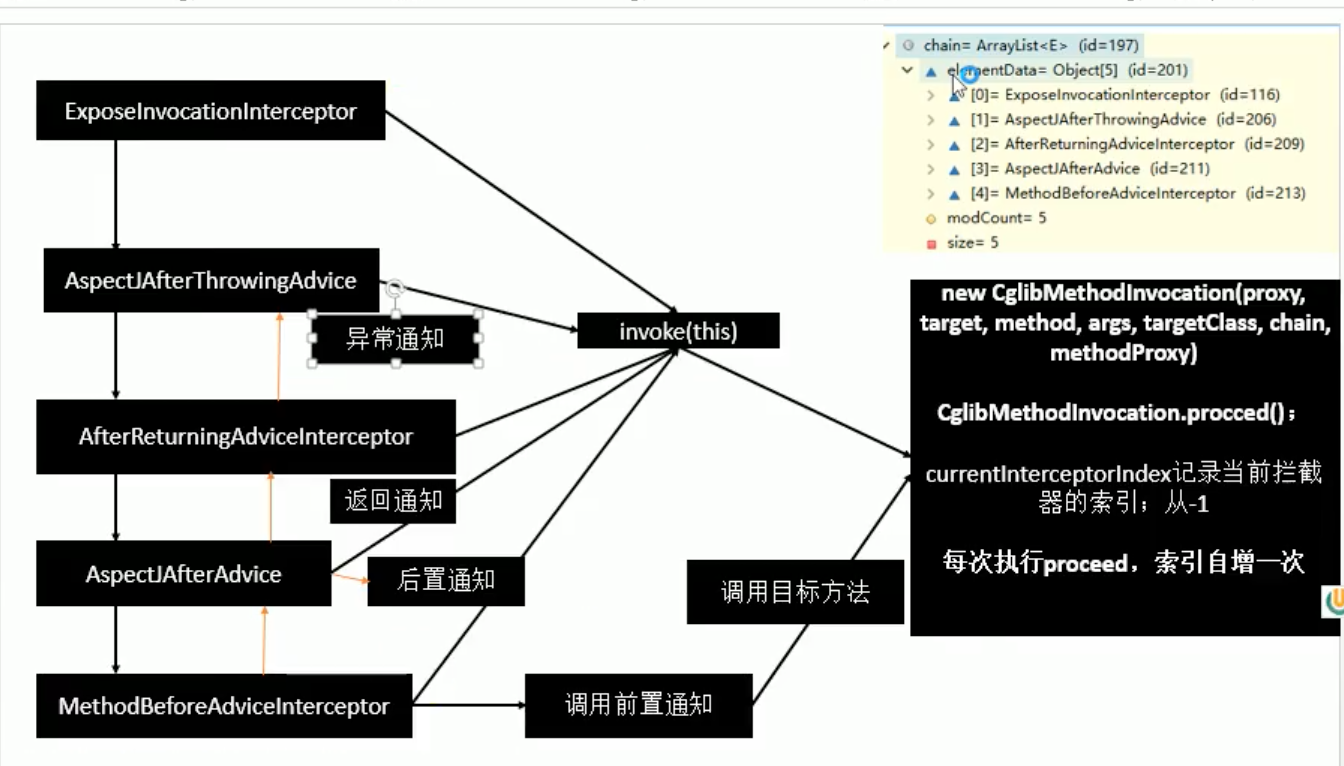 ExposeInvocationInterceptor
AspectJAfterThrowingAdvice
异常通知
AfterReturningAdviceInterceptor
返回通知
AspectJAfterAdvice
后置通知
MethodBeforeAdviceInterceptor
调用前置通知
invoke(this)
调用目标方法
chain= ArrayList<E> (id=197)
elementData= Object[5] (id=201)
[0]= ExposeInvocationInterceptor (id=116)
[1]= AspectJAfterThrowingAdvice (id=206)
[2]= AfterReturningAdviceInterceptor (id=209)
[3]= AspectJAfterAdvice (id=211)
[4]= MethodBeforeAdviceInterceptor (id=213)
modCount= 5
size= 5
new CglibMethodInvocation(proxy,
target, method, args, targetClass, chain,
methodProxy)
CglibMethodInvocation.procced()；
currentInterceptorIndex记录当前拦截
器的索引；从-1
每次执行proceed，索引自增一次